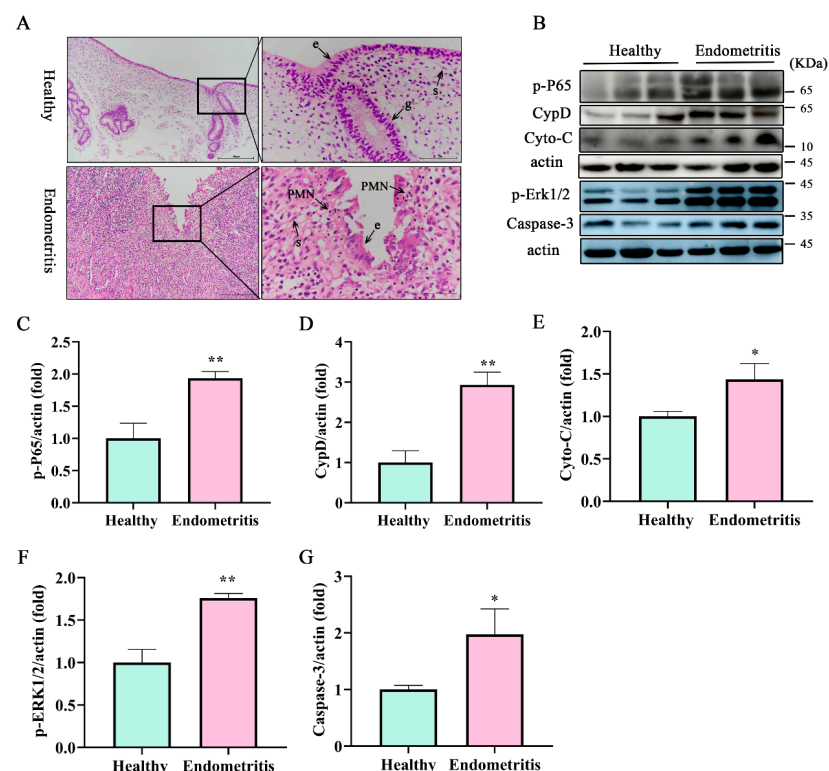 A
Healthy
e
s
g
Endometritis
PMN
PMN
s
e
B
Healthy Endometritis
(KDa)
p-P65
65
CypD
65
Cyto-C
10
actin
45
p-Erk1/2
45
Caspase-3
35
actin
45
C
p-P65/actin (fold)
2.5
2.0
1.5
1.0
0.5
0.0
**
Healthy Endometritis
D
CypD/actin (fold)
4
3
2
1
0
**
Healthy Endometritis
E
Cyto-C/actin (fold)
2.0
1.5
1.0
0.5
0.0
*
Healthy Endometritis
F
p-ERK1/2/actin (fold)
2.0
1.5
1.0
0.5
0.0
**
Healthy Endometritis
G
Caspase-3/actin (fold)
3
2
1
0
*
Healthy Endometritis